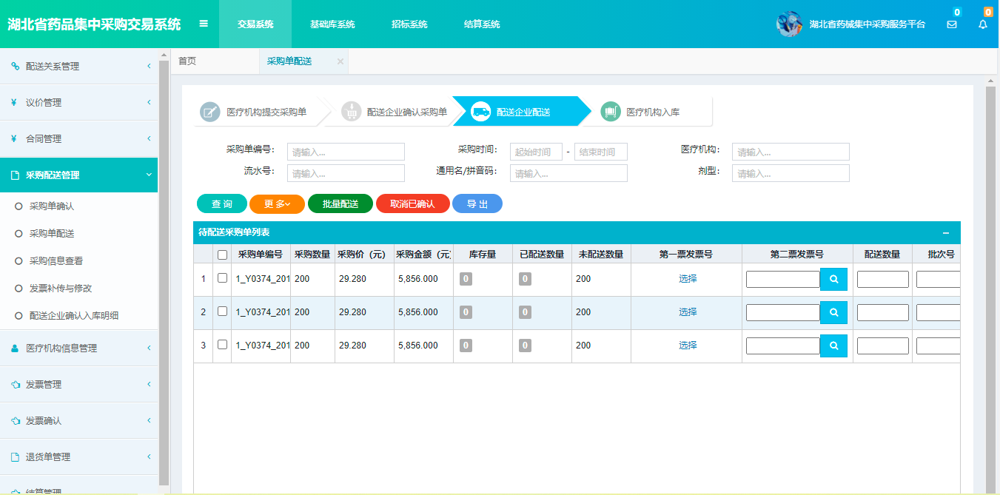 湖北省药品集中采购交易系统 交易系统 基础库系统 招标系统 结算系统 湖北省药械集中采购服务平台 0 0
首页 采购单配送
配送关系管理
议价管理
合同管理
采购配送管理
采购单确认
采购单配送
采购信息查看
发票补传与修改
配送企业确认入库明细
医疗机构信息管理
发票管理
发票确认
退货单管理
结算管理
医疗机构提交采购单 配送企业确认采购单 配送企业配送 医疗机构入库
采购单编号: 请输入... 采购时间: 起始时间 - 结束时间 医疗机构: 请输入...
流水号: 请输入... 通用名/拼音码: 请输入... 剂型: 请输入...
查 询 更 多 批量配送 取消已确认 导 出
待配送采购单列表
采购单编号 采购数量 采购价（元） 采购金额（元 库存量 已配送数量 未配送数量 第一票发票号 第二票发票号 配送数量 批次号
1 1_Y0374_201 200 29.280 5,856.000 0 0 200 选择
2 1_Y0374_201 200 29.280 5,856.000 0 0 200 选择
3 1_Y0374_201 200 29.280 5,856.000 0 0 200 选择